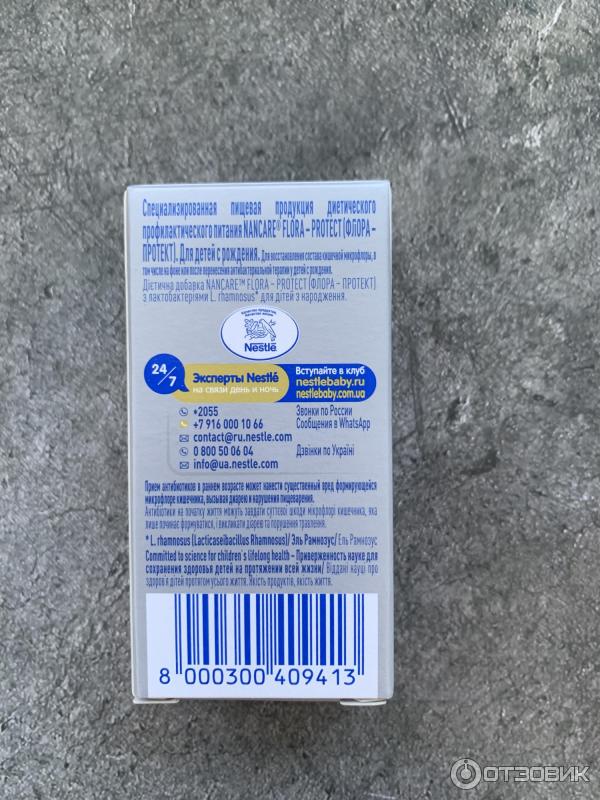 Специализированная пищевая продукция диетического
профилактического питания NANCARE® FLORA – PROTECT (ФЛОРА –
ПРОТЕКТ). Для детей с рождения. Для восстановления состава кишечной микрофлоры, в
том числе на фоне или после перенесения антибактериальной терапии у детей с рождения.
Дієтична добавка NANCARE™ FLORA – PROTECT (ФЛОРА – ПРОТЕКТ)
з лактобактеріями L. rhamnosus* для дітей з народження.
Nestlé
24/7
Эксперты Nestlé
на связи день и ночь
Вступайте в клуб
nestlebaby.ru
nestlebaby.com.ua
*2055
Звонки по России
+7 916 000 10 66
Сообщения в WhatsApp
contact@ru.nestle.com
0 800 50 06 04
Дзвінки по Україні
info@ua.nestle.com
Прием антибиотиков в раннем возрасте может нанести существенный вред формирующейся
микрофлоре кишечника, вызывая диарею и нарушения пищеварения.
Антибіотики на початку життя можуть завдати суттєвої шкоди мікрофлорі кишечника, яка
лише починає формуватися, і викликати діарею та порушення травлення.
* L. rhamnosus (Lacticaseibacillus Rhamnosus)/ Эль Рамнозус/ Ель Рамнозус
Committed to science for children's lifelong health – Приверженность науке для
сохранения здоровья детей на протяжении всей жизни/ Віддані науці про
здоров'я дітей протягом усього життя. Якість продуктів, якість життя.
8 000300 409413
ОТЗОВИК